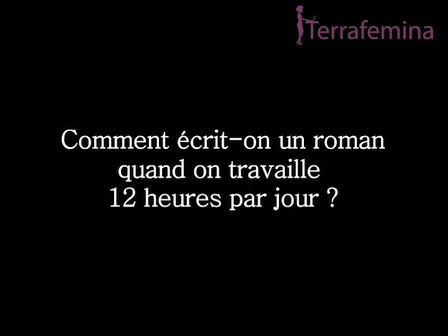 Terrafemina
Comment écrit-on un roman
quand on travaille
12 heures par jour ?